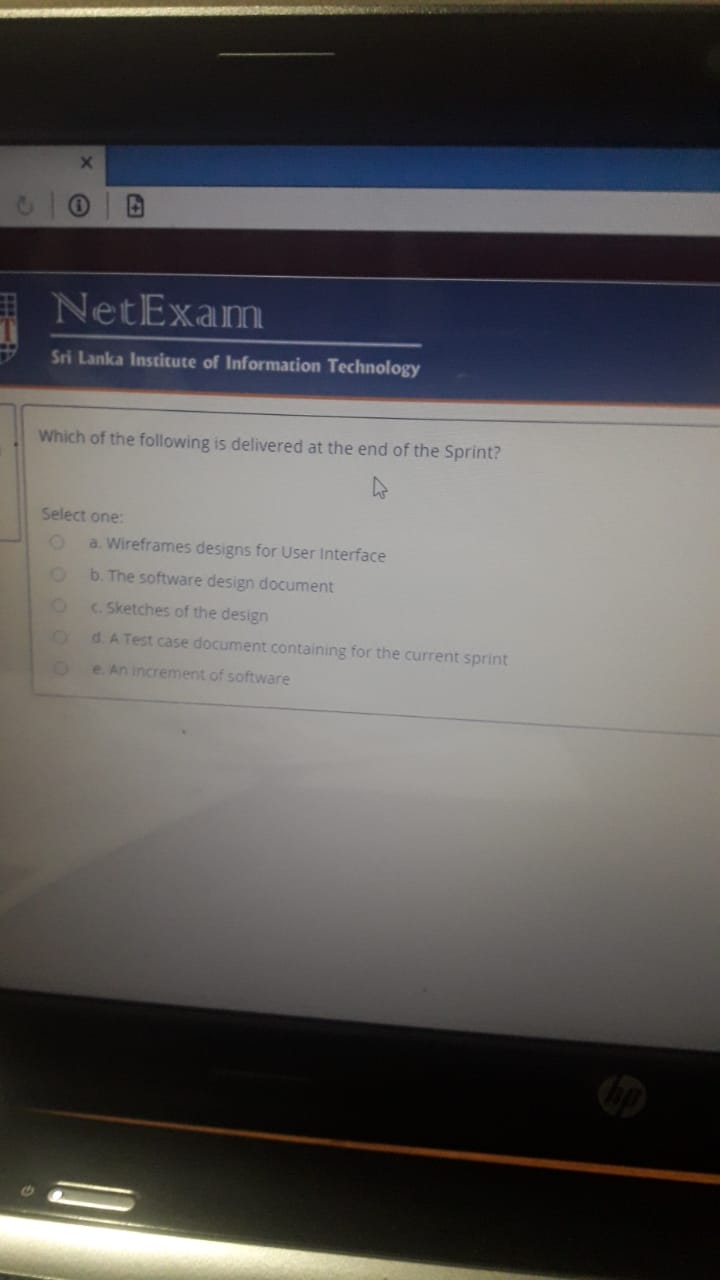 NetExam
Sri Lanka Institute of Information Technology
Which of the following is delivered at the end of the Sprint?
Select one:
a. Wireframes designs for User Interface
b. The software design document
c. Sketches of the design
d. A Test case document containing for the current sprint
e. An increment of software
hp